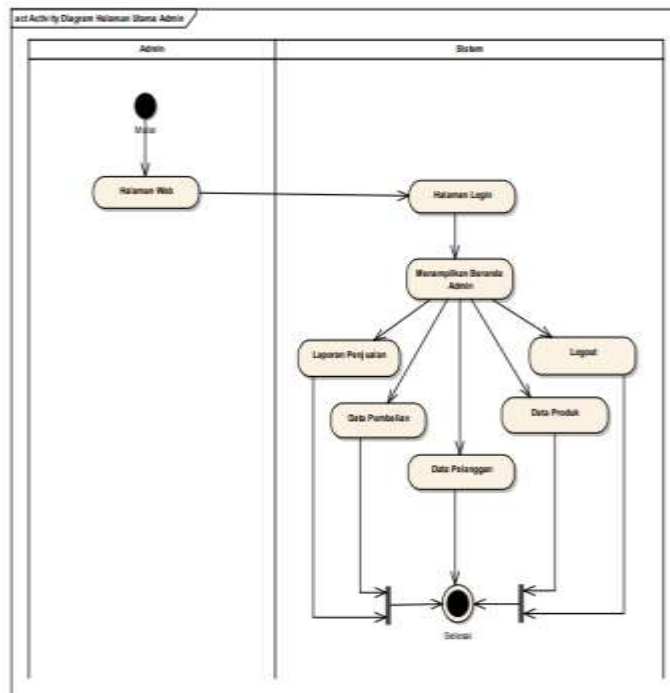 act Activity Diagram Halaman Utama Admin
Admin
Sistem
Mulai
Halaman Web
Halaman Login
Menampilkan Beranda
Admin
Laporan Penjualan
Logout
Data Pembelian
Data Produk
Data Pelanggan
Selesai